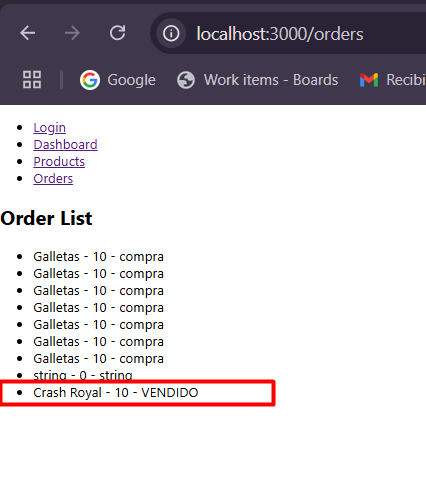 localhost:3000/orders
Google Work items - Boards Recibi
Login
Dashboard
Products
Orders
Order List
Galletas - 10 - compra
Galletas - 10 - compra
Galletas - 10 - compra
Galletas - 10 - compra
Galletas - 10 - compra
Galletas - 10 - compra
Galletas - 10 - compra
string - 0 - string
Crash Royal - 10 - VENDIDO